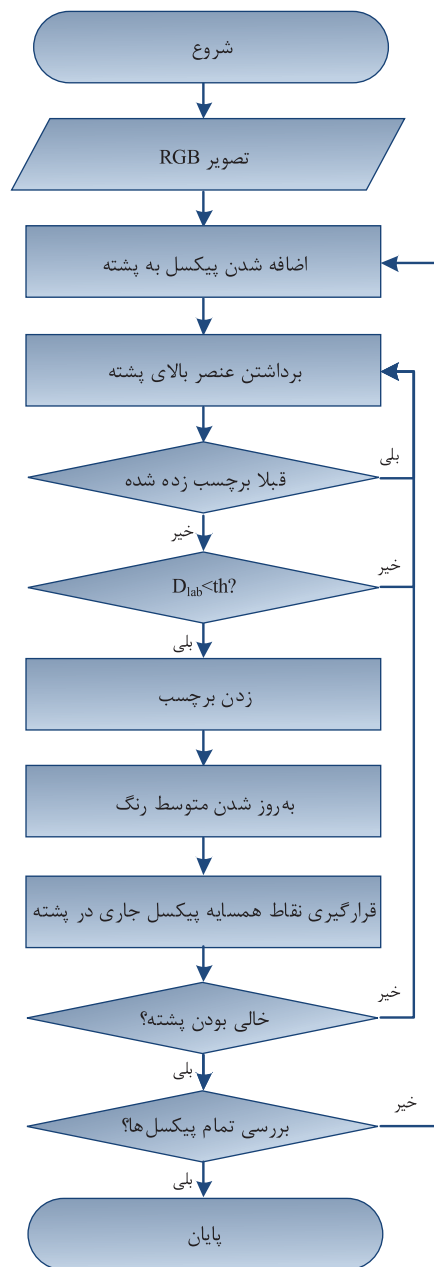 شروع
تصویر RGB
اضافه شدن پیکسل به پشته
برداشتن عنصر بالای پشته
قبلا برچسب زده شده
بلی
خیر
D_lab<th?
خیر
بلی
زدن برچسب
به‌روز شدن متوسط رنگ
قرارگیری نقاط همسایه پیکسل جاری در پشته
خالی بودن پشته؟
خیر
بلی
بررسی تمام پیکسل‌ها؟
خیر
بلی
پایان